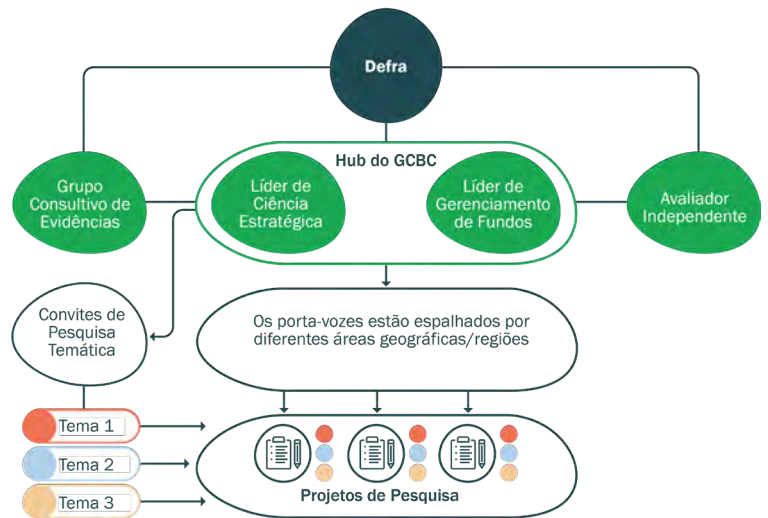 Defra
Hub do GCBC
Grupo
Consultivo de
Evidências
Líder de
Ciência
Estratégica
Líder de
Gerenciamento
de Fundos
Avaliador
Independente
Convites de
Pesquisa
Temática
Os porta-vozes estão espalhados por
diferentes áreas geográficas/regiões
Tema 1
Tema 2
Tema 3
Projetos de Pesquisa